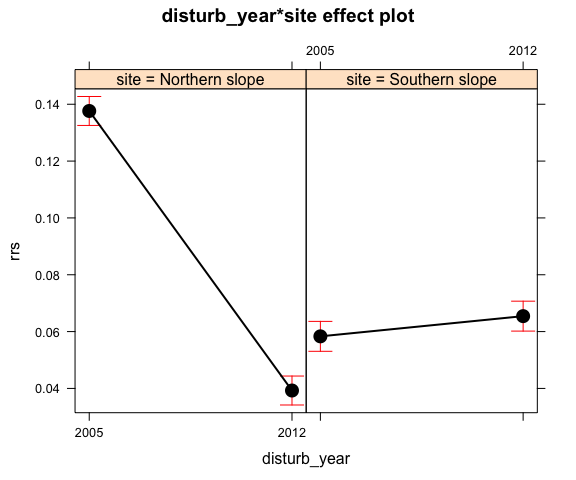 disturb_year*site effect plot
2005 2012
site = Northern slope site = Southern slope
0.14
0.12
0.10
0.08
0.06
0.04
rrs
2005 2012
disturb_year